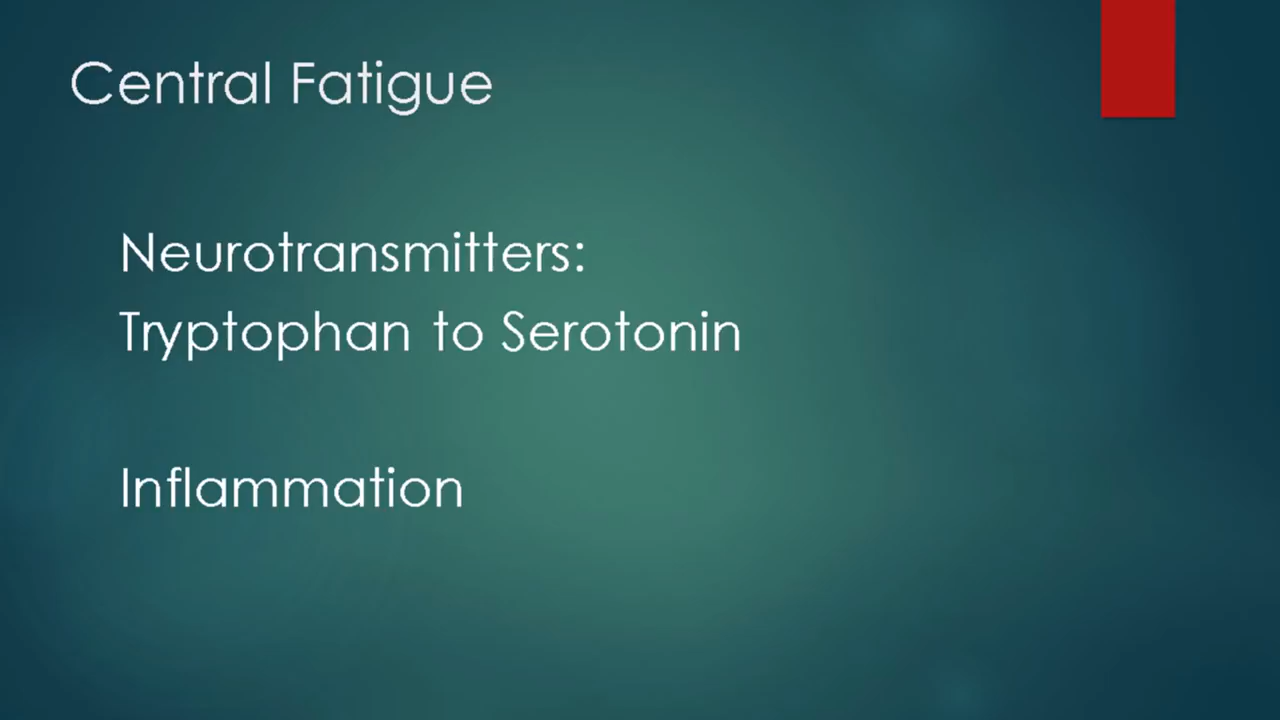 Central Fatigue
Neurotransmitters:
Tryptophan to Serotonin
Inflammation